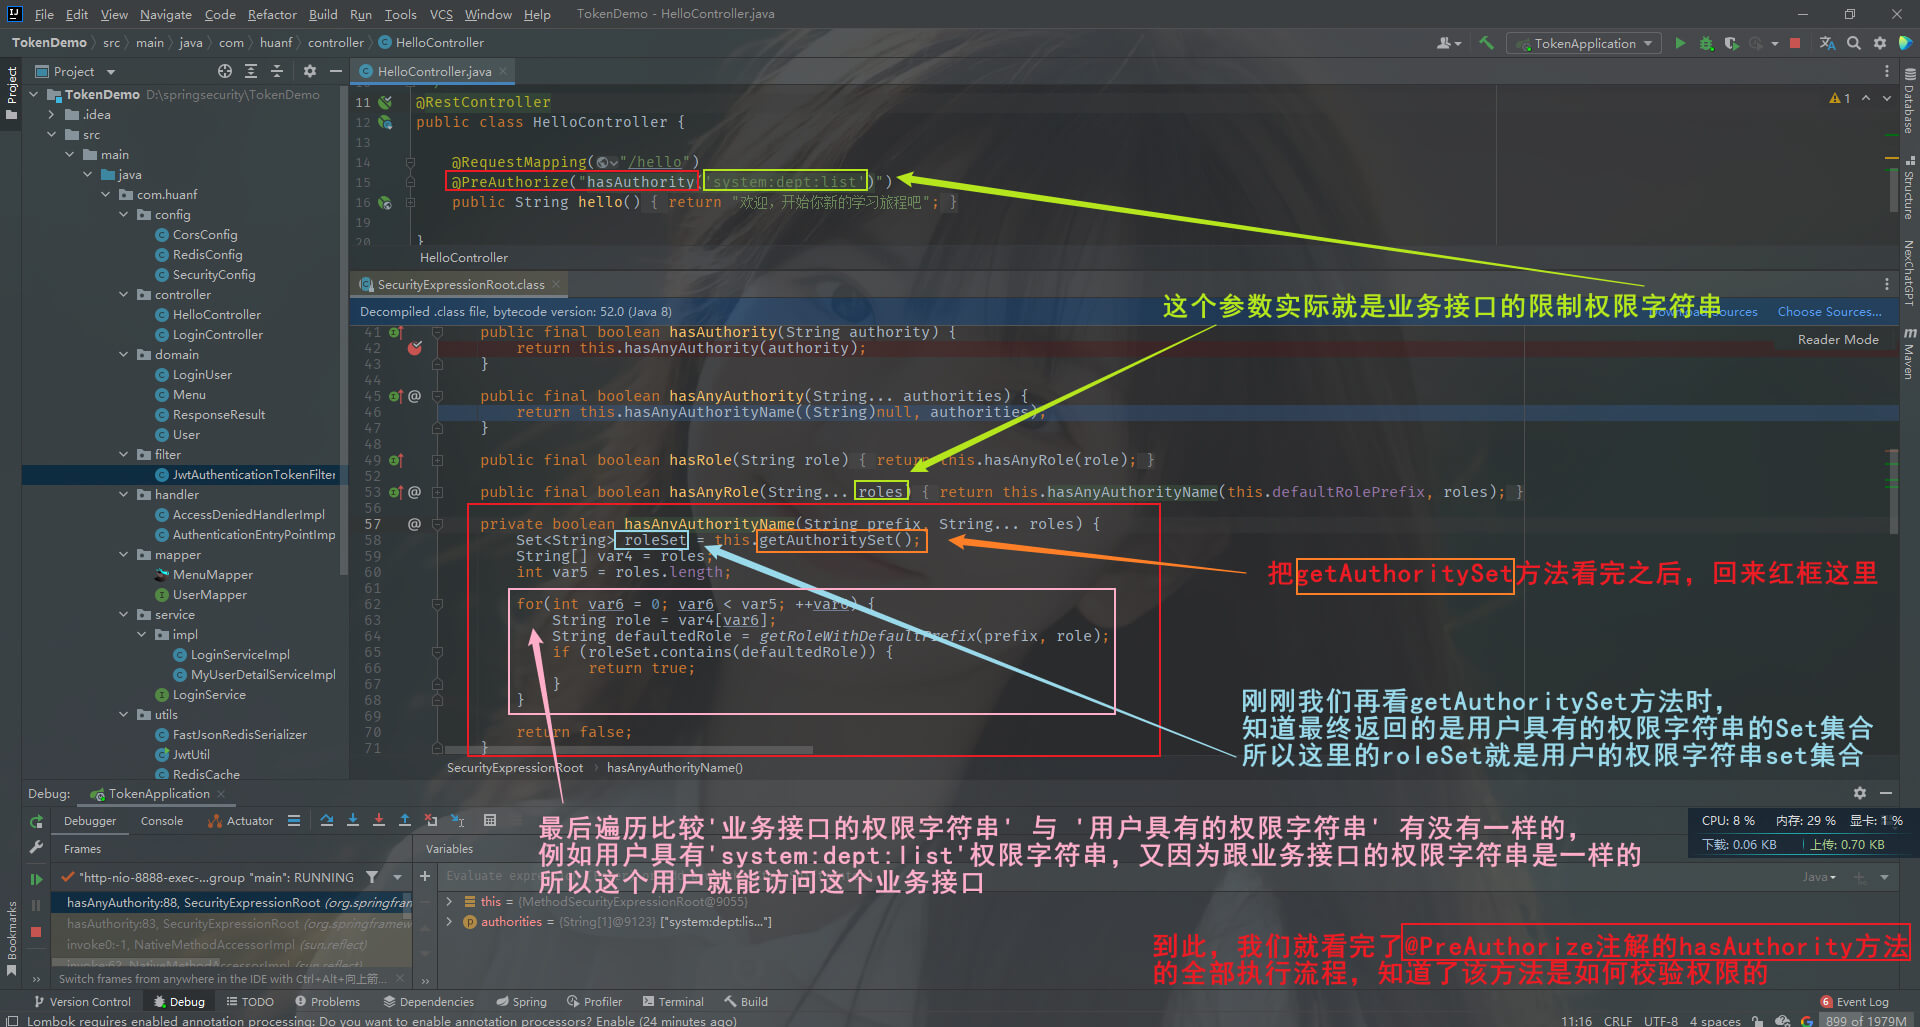 File Edit View Navigate Code Refactor Build Run Tools VCS Window Help TokenDemo - HelloController.java
TokenDemo src main java com huanf controller HelloController
TokenApplication
Project
HelloController.java
TokenDemo D:\springsecurity\TokenDemo
.idea
src
main
java
com.huanf
config
CorsConfig
RedisConfig
SecurityConfig
controller
HelloController
LoginController
domain
LoginUser
Menu
ResponseResult
User
filter
JwtAuthenticationTokenFilter
handler
AccessDeniedHandlerImpl
AuthenticationEntryPointImp
mapper
MenuMapper
UserMapper
service
impl
LoginServiceImpl
MyUserDetailServiceImpl
LoginService
utils
FastJsonRedisSerializer
JwtUtil
RedisCache
Project
Bookmarks
11 @RestController
12 public class HelloController {
13
14 @RequestMapping("/hello")
15 @PreAuthorize("hasAuthority('system:dept:list')")
16 public String hello() { return "欢迎，开始你新的学习旅程吧"; }
19
20 }
1
HelloController
SecurityExpressionRoot.class
Decompiled .class file, bytecode version: 52.0 (Java 8)
Download Sources
Choose Sources...
Reader Mode
这个参数实际就是业务接口的限制权限字符串
41 public final boolean hasAuthority(String authority) {
42 return this.hasAnyAuthority(authority);
43 }
44
45 @ public final boolean hasAnyAuthority(String... authorities) {
46 return this.hasAnyAuthorityName((String)null, authorities);
47 }
48
49 public final boolean hasRole(String role) { return this.hasAnyRole(role); }
52
53 @ public final boolean hasAnyRole(String... roles) { return this.hasAnyAuthorityName(this.defaultRolePrefix, roles); }
56
57 @ private boolean hasAnyAuthorityName(String prefix, String... roles) {
58 Set<String> roleSet = this.getAuthoritySet();
59 String[] var4 = roles;
60 int var5 = roles.length;
61
62 for(int var6 = 0; var6 < var5; ++var6) {
63 String role = var4[var6];
64 String defaultedRole = getRoleWithDefaultPrefix(prefix, role);
65 if (roleSet.contains(defaultedRole)) {
66 return true;
67 }
68 }
69
70 return false;
71 }
SecurityExpressionRoot hasAnyAuthorityName()
把getAuthoritySet方法看完之后，回来红框这里
刚刚我们再看getAuthoritySet方法时，
知道最终返回的是用户具有的权限字符串的Set集合
所以这里的roleSet就是用户的权限字符串set集合
Database
Structure
NexChatGPT
Maven
Debug: TokenApplication
Debugger Console Actuator
Frames
Variables
最后遍历比较'业务接口的权限字符串' 与 '用户具有的权限字符串' 有没有一样的，
例如用户具有'system:dept:list'权限字符串，又因为跟业务接口的权限字符串是一样的
所以这个用户就能访问这个业务接口
CPU: 8 % 内存: 29 % 显卡: 1 %
下载: 0.06 KB 上传: 0.70 KB
"http-nio-8888-exec-...group "main": RUNNING
Java
hasAnyAuthority:88, SecurityExpressionRoot (org.springfram
hasAuthority:83, SecurityExpressionRoot (org.springframew
invoke0:-1, NativeMethodAccessorImpl (sun.reflect)
invoke:62, NativeMethodAccessorImpl (sun.reflect)
Switch frames from anywhere in the IDE with Ctrl+Alt+向上箭...
this = {MethodSecurityExpressionRoot@9055}
authorities = {String[1]@9123} ["system:dept:lis..."]
到此，我们就看完了@PreAuthorize注解的hasAuthority方法
的全部执行流程，知道了该方法是如何校验权限的
Version Control Debug TODO Problems Dependencies Spring Profiler Terminal Build
6 Event Log
Lombok requires enabled annotation processing: Do you want to enable annotation processors? Enable (24 minutes ago)
11:16 CRLF UTF-8 4 spaces 899 of 1979M